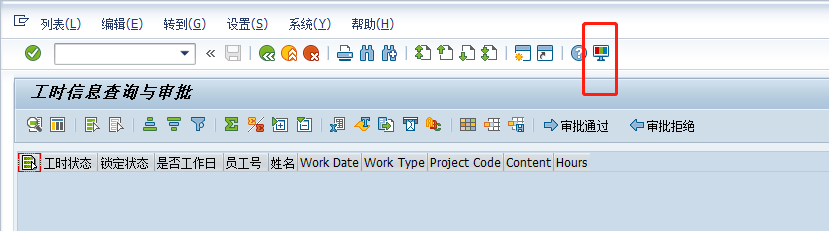 列表(L) 编辑(E) 转到(G) 设置(S) 系统(Y) 帮助(H)
工时信息查询与审批
审批通过 审批拒绝
工时状态 锁定状态 是否工作日 员工号 姓名 Work Date Work Type Project Code Content Hours